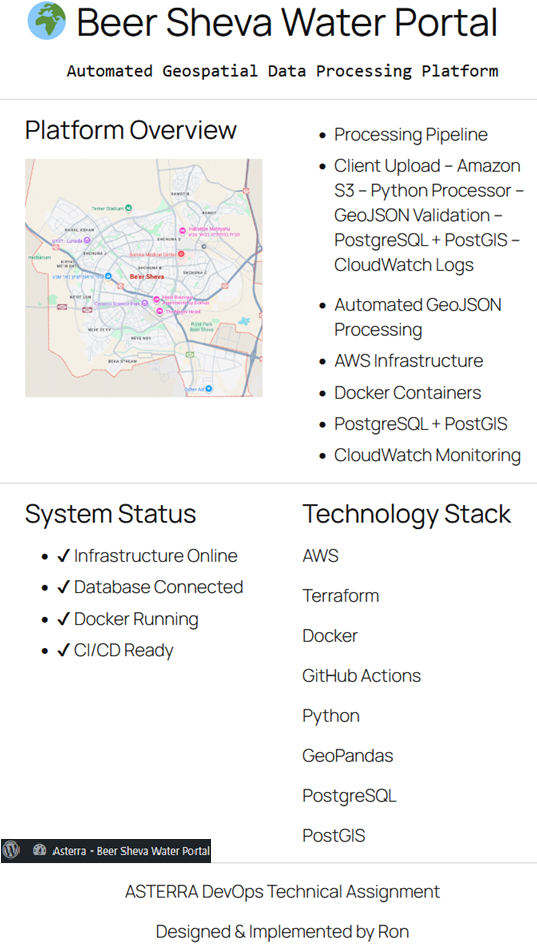 Beer Sheva Water Portal
Automated Geospatial Data Processing Platform
Platform Overview
Beer Sheva
Soroka Medical Center
• Processing Pipeline
• Client Upload – Amazon
S3 – Python Processor –
GeoJSON Validation –
PostgreSQL + PostGIS –
CloudWatch Logs
• Automated GeoJSON
Processing
• AWS Infrastructure
• Docker Containers
• PostgreSQL + PostGIS
• CloudWatch Monitoring
System Status
• ✔ Infrastructure Online
• ✔ Database Connected
• ✔ Docker Running
• ✔ CI/CD Ready
Technology Stack
AWS
Terraform
Docker
GitHub Actions
Python
GeoPandas
PostgreSQL
PostGIS
Asterra - Beer Sheva Water Portal
ASTERRA DevOps Technical Assignment
Designed & Implemented by Ron